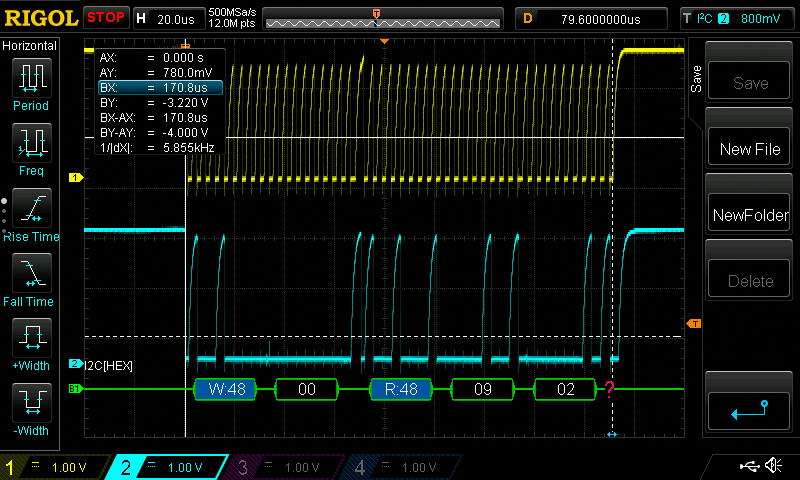 RIGOL STOP H 20.0us 500MSa/s 12.0M pts T D 79.6000000us T I²C 2 800mV
Horizontal
Period
Freq
Rise Time
Fall Time
+Width
-Width
AX: = 0.000 s
AY: = 780.0mV
BX: = 170.8us
BY: = -3.220 V
BX-AX: = 170.8us
BY-AY: = -4.000 V
1/|dX|: = 5.855kHz
1
T
2
I2C[HEX]
B1 W:48 00 R:48 09 02 ?
Save
Save
New File
NewFolder
Delete
1 = 1.00 V 2 = 1.00 V 3 = 1.00 V 4 = 1.00 V